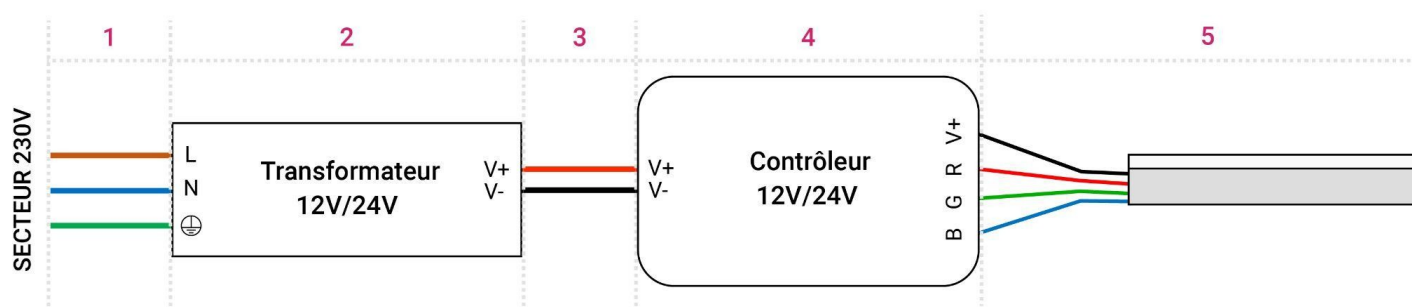 1
2
3
4
5
SECTEUR 230V
L
N
Transformateur
12V/24V
V+
V-
V+
V-
Contrôleur
12V/24V
V+
R
G
B